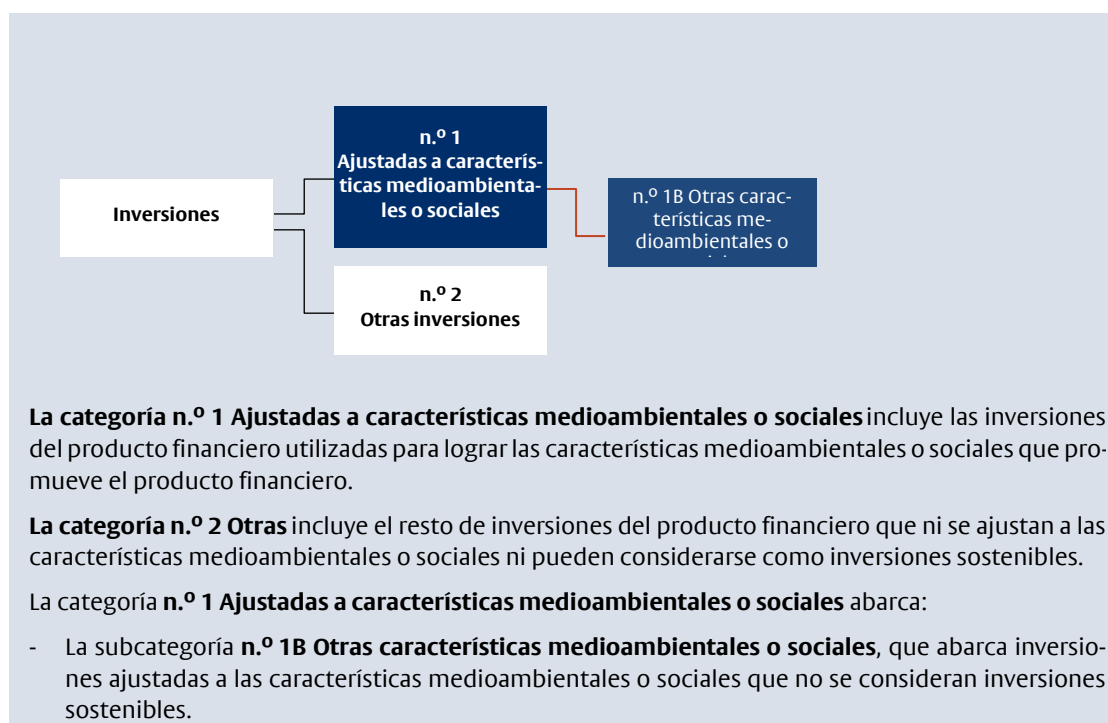 n.º 1
Ajustadas a caracterís-
ticas medioambienta-
les o sociales
Inversiones
n.º 1B Otras carac-
terísticas me-
dioambientales o
n.º 2
Otras inversiones
La categoría n.º 1 Ajustadas a características medioambientales o sociales incluye las inversiones
del producto financiero utilizadas para lograr las características medioambientales o sociales que pro-
mueve el producto financiero.
La categoría n.º 2 Otras incluye el resto de inversiones del producto financiero que ni se ajustan a las
características medioambientales o sociales ni pueden considerarse como inversiones sostenibles.
La categoría n.º 1 Ajustadas a características medioambientales o sociales abarca:
- La subcategoría n.º 1B Otras características medioambientales o sociales, que abarca inversio-
nes ajustadas a las características medioambientales o sociales que no se consideran inversiones
sostenibles.